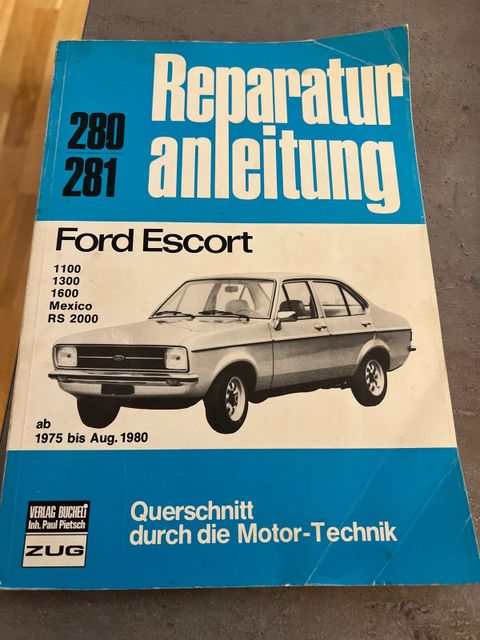 Reparatur
anleitung
280
281
Ford Escort
1100
1300
1600
Mexico
RS 2000
Ford
ab
1975 bis Aug. 1980
VERLAG BUCHELI
Inh. Paul Pietsch
ZUG
Querschnitt
durch die Motor-Technik